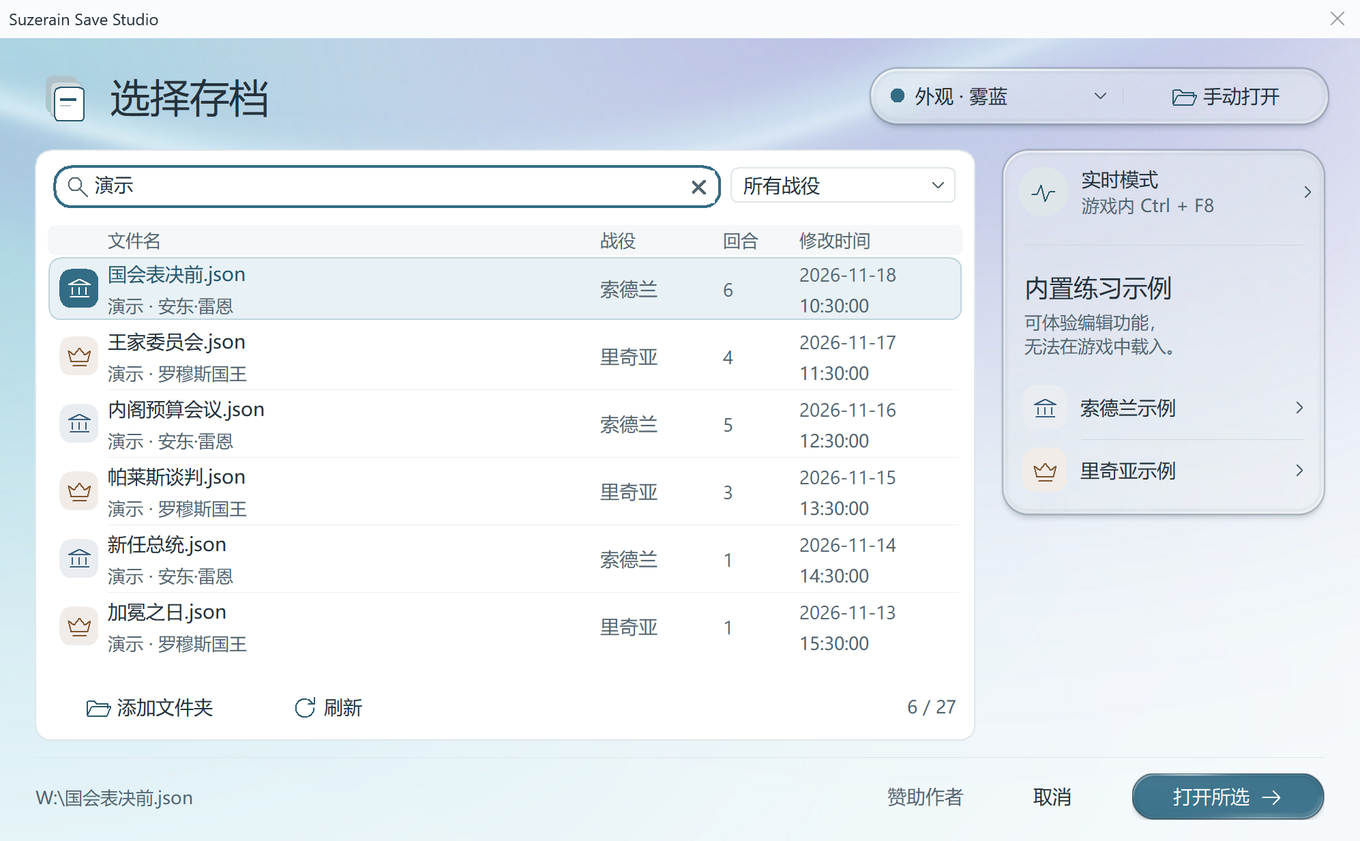 Suzerain Save Studio
选择存档
外观 · 雾蓝
手动打开
演示
所有战役
文件名 战役 回合 修改时间
国会表决前.json
演示 · 安东·雷恩
索德兰
6
2026-11-18
10:30:00
王家委员会.json
演示 · 罗穆斯国王
里奇亚
4
2026-11-17
11:30:00
内阁预算会议.json
演示 · 安东·雷恩
索德兰
5
2026-11-16
12:30:00
帕莱斯谈判.json
演示 · 罗穆斯国王
里奇亚
3
2026-11-15
13:30:00
新任总统.json
演示 · 安东·雷恩
索德兰
1
2026-11-14
14:30:00
加冕之日.json
演示 · 罗穆斯国王
里奇亚
1
2026-11-13
15:30:00
添加文件夹
刷新
6 / 27
实时模式
游戏内 Ctrl + F8
内置练习示例
可体验编辑功能，
无法在游戏中载入。
索德兰示例
里奇亚示例
W:\国会表决前.json
赞助作者
取消
打开所选 →